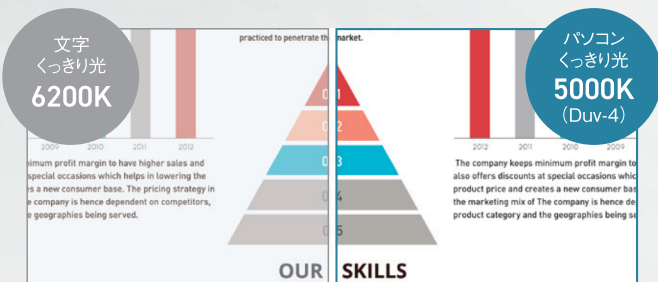 文字
くっきり光
6200K
パソコン
くっきり光
5000K
(Duv-4)
practiced to penetrate the market.
2009
2010
2011
2012
2012
2011
2010
2009
01
02
03
04
05
nimum profit margin to have higher sales and
special occasions which helps in lowering the
es a new consumer base. The pricing strategy in
e company is hence dependent on competitors,
e geographies being served.
The company keeps minimum profit margin to
also offers discounts at special occasions whic
product price and creates a new consumer bas
the marketing mix of The company is hence de
product category and the geographies being se
OUR SKILLS